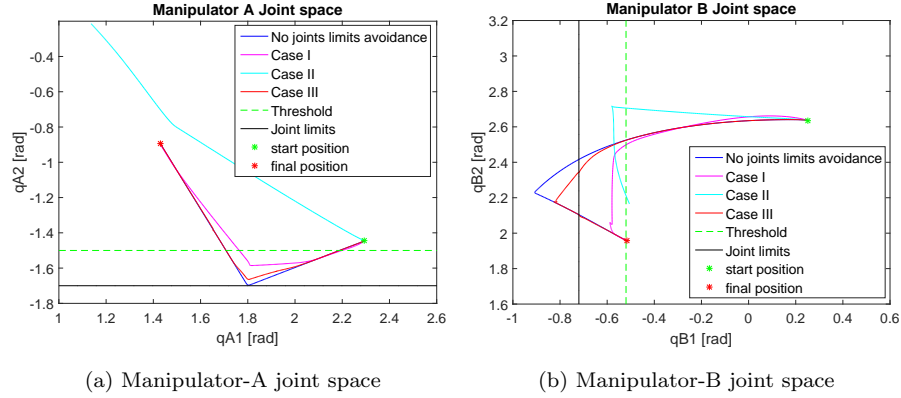 Manipulator A Joint space
No joints limits avoidance
Case I
Case II
Case III
Threshold
Joint limits
start position
final position
qA2 [rad]
-0.4
-0.6
-0.8
-1
-1.2
-1.4
-1.6
-1.8
1
1.2
1.4
1.6
1.8
2
2.2
2.4
2.6
qA1 [rad]
(a) Manipulator-A joint space
Manipulator B Joint space
No joints limits avoidance
Case I
Case II
Case III
Threshold
Joint limits
start position
final position
qB2 [rad]
3.2
3
2.8
2.6
2.4
2.2
2
1.8
1.6
-1
-0.8
-0.6
-0.4
-0.2
0
0.2
0.4
0.6
qB1 [rad]
(b) Manipulator-B joint space